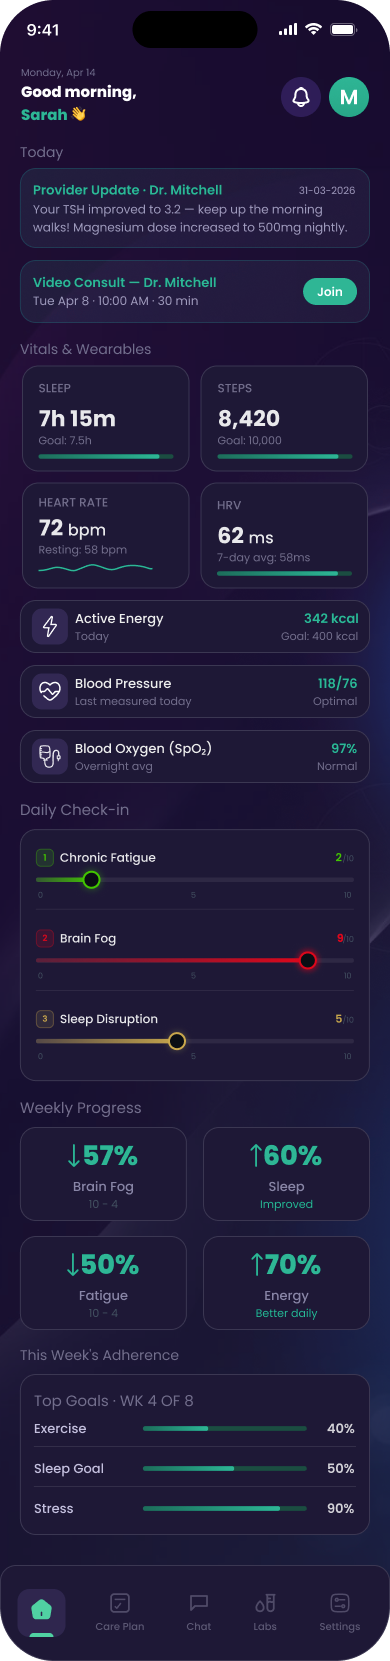 9:41
Monday, Apr 14
Good morning,
Sarah 👋
M
Today
Provider Update · Dr. Mitchell 31-03-2026
Your TSH improved to 3.2 — keep up the morning
walks! Magnesium dose increased to 500mg nightly.
Video Consult — Dr. Mitchell
Tue Apr 8 · 10:00 AM · 30 min
Join
Vitals & Wearables
SLEEP
7h 15m
Goal: 7.5h
STEPS
8,420
Goal: 10,000
HEART RATE
72 bpm
Resting: 58 bpm
HRV
62 ms
7-day avg: 58ms
Active Energy 342 kcal
Today Goal: 400 kcal
Blood Pressure 118/76
Last measured today Optimal
Blood Oxygen (SpO₂) 97%
Overnight avg Normal
Daily Check-in
1 Chronic Fatigue 2/10
0 5 10
2 Brain Fog 9/10
0 5 10
3 Sleep Disruption 5/10
0 5 10
Weekly Progress
↓57%
Brain Fog
10 - 4
↑60%
Sleep
Improved
↓50%
Fatigue
10 - 4
↑70%
Energy
Better daily
This Week's Adherence
Top Goals · WK 4 OF 8
Exercise 40%
Sleep Goal 50%
Stress 90%
Care Plan Chat Labs Settings